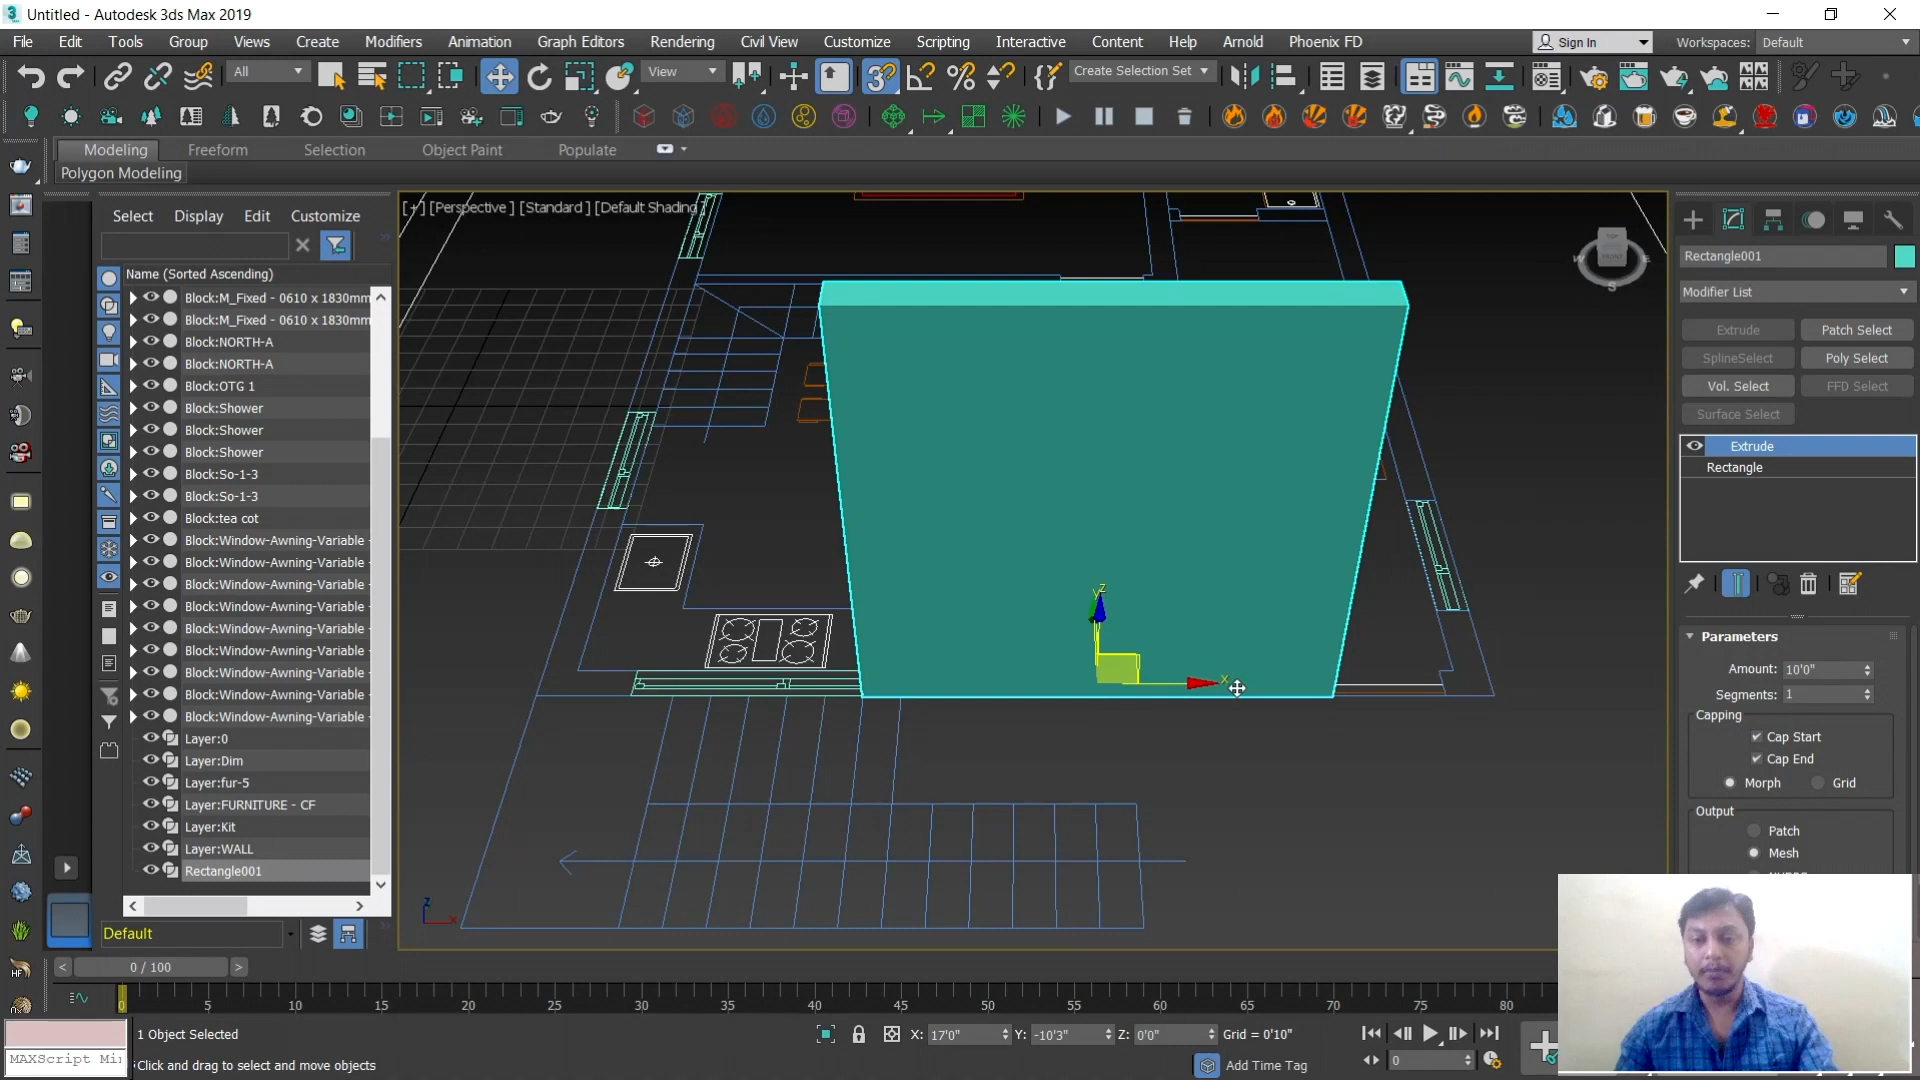 Untitled - Autodesk 3ds Max 2019
File Edit Tools Group Views Create Modifiers Animation Graph Editors Rendering Civil View Customize Scripting Interactive Content Help Arnold Phoenix FD Sign In Workspaces: Default
All View Create Selection Set
Modeling Freeform Selection Object Paint Populate
Polygon Modeling
Select Display Edit Customize
[+] [Perspective] [Standard] [Default Shading]
Rectangle001
Name (Sorted Ascending)
Modifier List
Block:M_Fixed - 0610 x 1830mm
Block:M_Fixed - 0610 x 1830mm
Block:NORTH-A
Block:NORTH-A
Block:OTG 1
Block:Shower
Block:Shower
Block:Shower
Block:So-1-3
Block:So-1-3
Block:tea cot
Block:Window-Awning-Variable
Block:Window-Awning-Variable
Block:Window-Awning-Variable
Block:Window-Awning-Variable
Block:Window-Awning-Variable
Block:Window-Awning-Variable
Block:Window-Awning-Variable
Block:Window-Awning-Variable
Block:Window-Awning-Variable
Layer:0
Layer:Dim
Layer:fur-5
Layer:FURNITURE - CF
Layer:Kit
Layer:WALL
Rectangle001
Default
Extrude Patch Select
SplineSelect Poly Select
Vol. Select FFD Select
Surface Select
Extrude
Rectangle
Parameters
Amount: 10'0"
Segments: 1
Capping
Cap Start
Cap End
Morph Grid
Output
Patch
Mesh
0 / 100
0 5 10 15 20 25 30 35 40 45 50 55 60 65 70 75 80
1 Object Selected
X: 17'0" Y: -10'3" Z: 0'0" Grid = 0'10"
MAXScript Mi
Click and drag to select and move objects
Add Time Tag
0